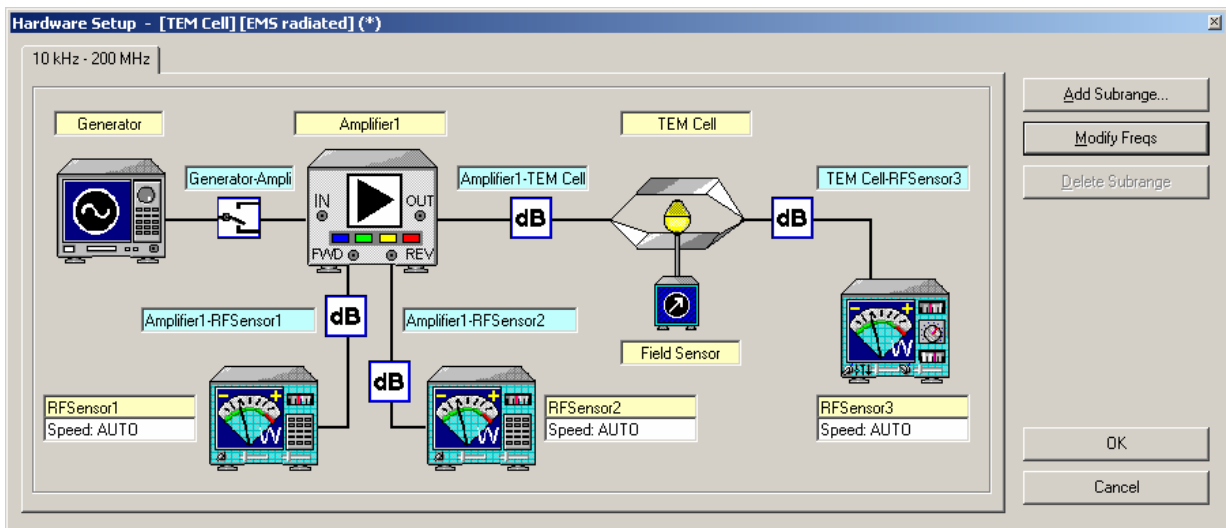 Hardware Setup - [TEM Cell] [EMS radiated] (*)
10 kHz - 200 MHz
Add Subrange...
Modify Freqs
Delete Subrange
Generator
Amplifier1
TEM Cell
Generator-Ampli
Amplifier1-TEM Cell
TEM Cell-RFSensor3
IN
OUT
dB
dB
FWD
REV
Amplifier1-RFSensor1
dB
Amplifier1-RFSensor2
Field Sensor
dB
RFSensor1
Speed: AUTO
RFSensor2
Speed: AUTO
RFSensor3
Speed: AUTO
OK
Cancel